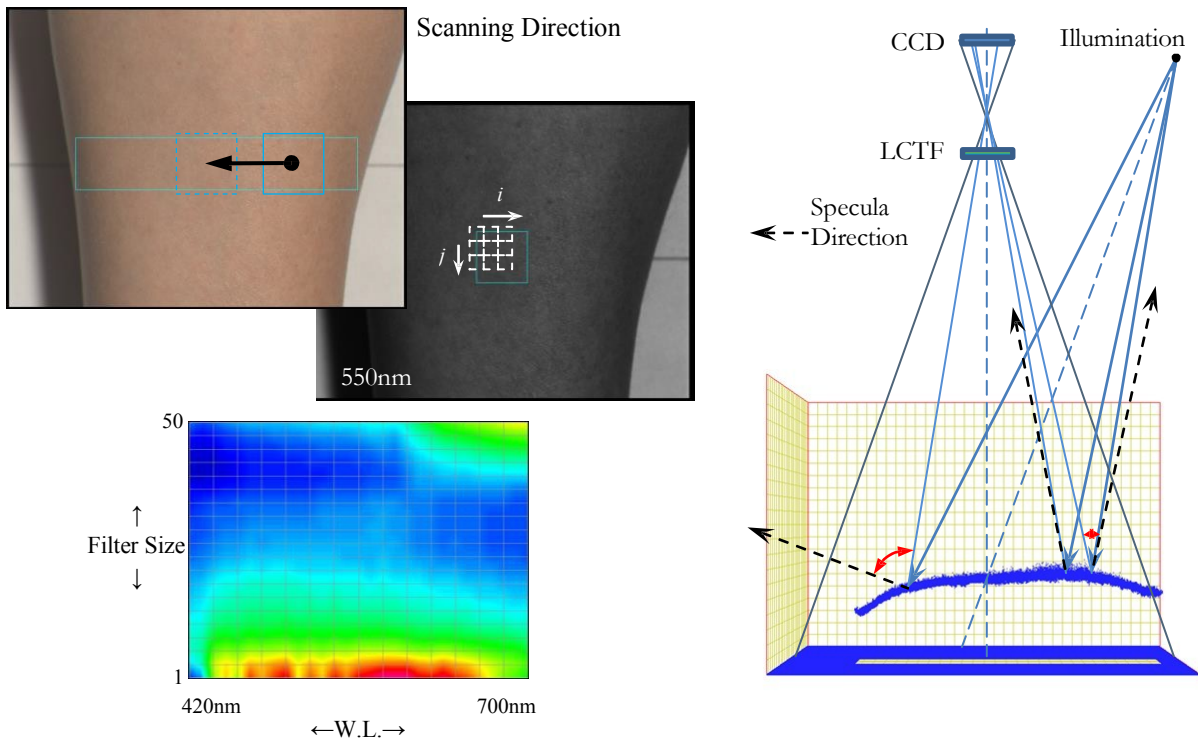 Scanning Direction
i
j
550nm
50
↑
Filter Size
↓
1
420nm
700nm
←W.L.→
CCD
Illumination
LCTF
Specula
Direction